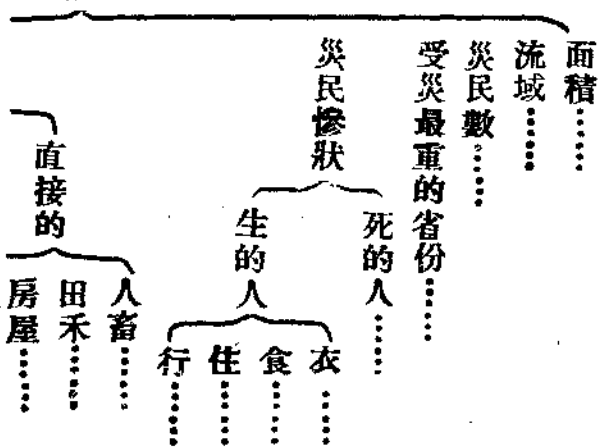 面積……
流域……
災民數……
受災最重的省份……
災民慘狀
死的人……
生的人
衣……
食……
住……
行……
直接的
人畜……
田禾……
房屋……